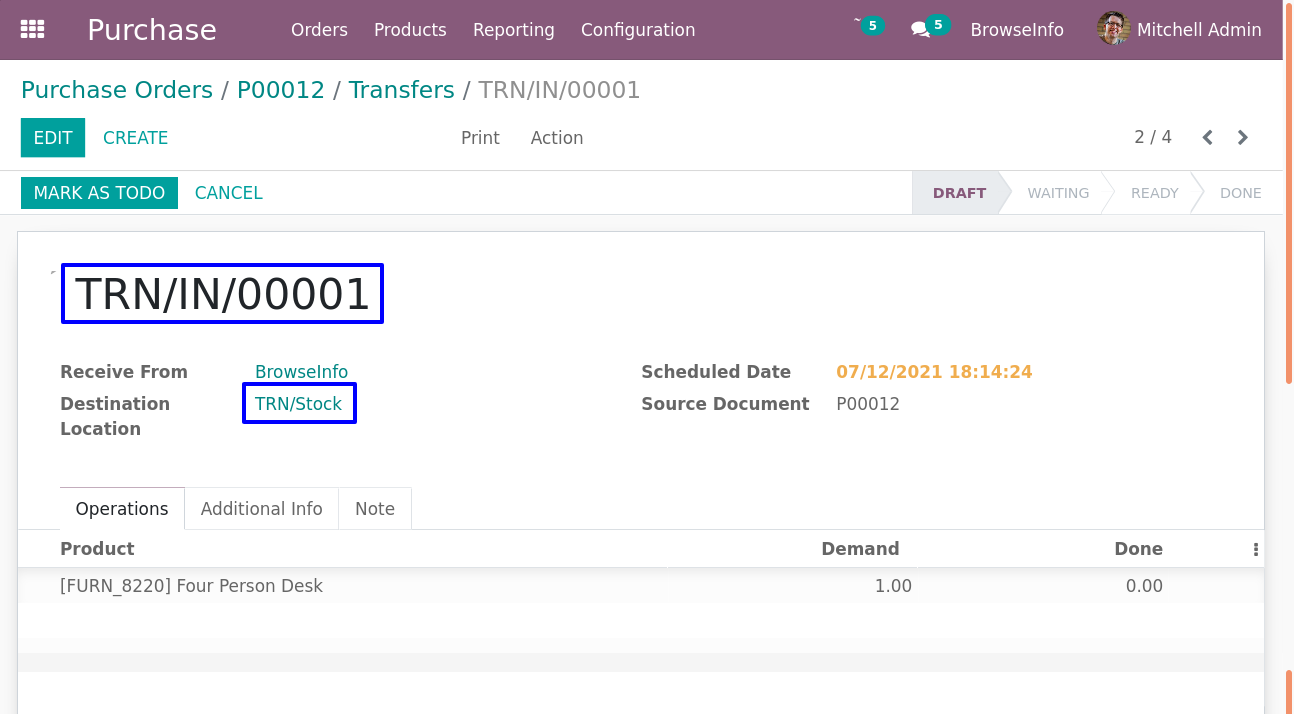 Purchase Orders Products Reporting Configuration 5 5 BrowseInfo Mitchell Admin
Purchase Orders / P00012 / Transfers / TRN/IN/00001
EDIT CREATE Print Action 2 / 4
MARK AS TODO CANCEL DRAFT WAITING READY DONE
TRN/IN/00001
Receive From BrowseInfo Scheduled Date 07/12/2021 18:14:24
Destination TRN/Stock Source Document P00012
Location
Operations Additional Info Note
Product Demand Done
[FURN_8220] Four Person Desk 1.00 0.00